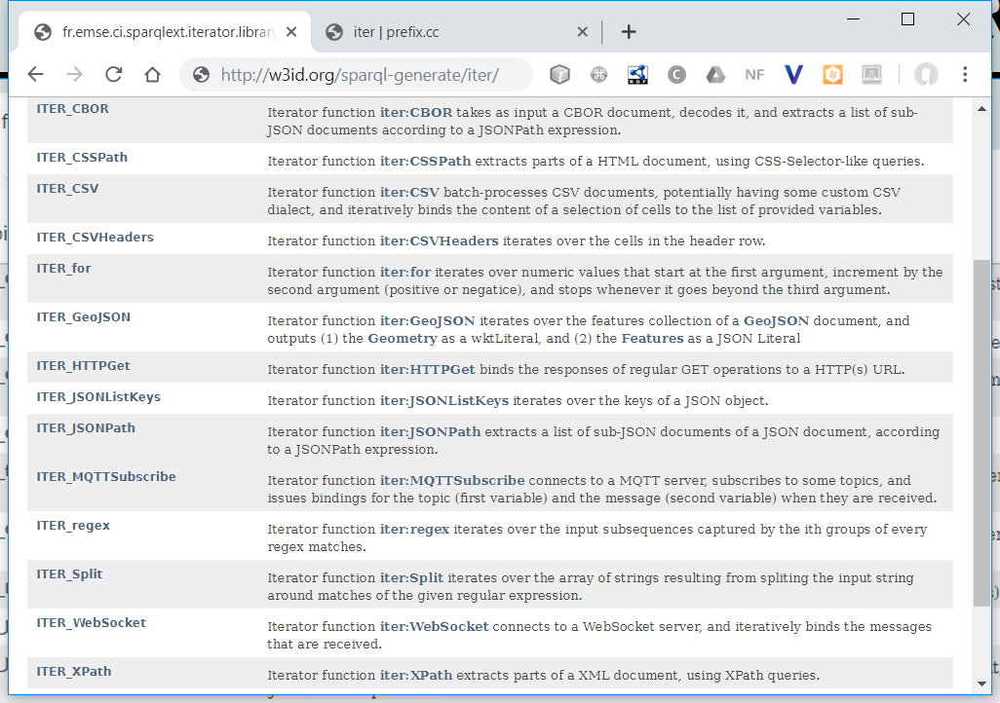 fr.emse.ci.sparqlext.iterator.library
iter | prefix.cc
http://w3id.org/sparql-generate/iter/
NF
ITER_CBOR
Iterator function iter:CBOR takes as input a CBOR document, decodes it, and extracts a list of sub-
JSON documents according to a JSONPath expression.
ITER_CSSPath
Iterator function iter:CSSPath extracts parts of a HTML document, using CSS-Selector-like queries.
ITER_CSV
Iterator function iter:CSV batch-processes CSV documents, potentially having some custom CSV
dialect, and iteratively binds the content of a selection of cells to the list of provided variables.
ITER_CSVHeaders
Iterator function iter:CSVHeaders iterates over the cells in the header row.
ITER_for
Iterator function iter:for iterates over numeric values that start at the first argument, increment by the
second argument (positive or negatice), and stops whenever it goes beyond the third argument.
ITER_GeoJSON
Iterator function iter:GeoJSON iterates over the features collection of a GeoJSON document, and
outputs (1) the Geometry as a wktLiteral, and (2) the Features as a JSON Literal
ITER_HTTPGet
Iterator function iter:HTTPGet binds the responses of regular GET operations to a HTTP(s) URL.
ITER_JSONListKeys
Iterator function iter:JSONListKeys iterates over the keys of a JSON object.
ITER_JSONPath
Iterator function iter:JSONPath extracts a list of sub-JSON documents of a JSON document, according
to a JSONPath expression.
ITER_MQTTSubscribe
Iterator function iter:MQTTSubscribe connects to a MQTT server, subscribes to some topics, and
issues bindings for the topic (first variable) and the message (second variable) when they are received.
ITER_regex
Iterator function iter:regex iterates over the input subsequences captured by the ith groups of every
regex matches.
ITER_Split
Iterator function iter:Split iterates over the array of strings resulting from spliting the input string
around matches of the given regular expression.
ITER_WebSocket
Iterator function iter:WebSocket connects to a WebSocket server, and iteratively binds the messages
that are received.
ITER_XPath
Iterator function iter:XPath extracts parts of a XML document, using XPath queries.